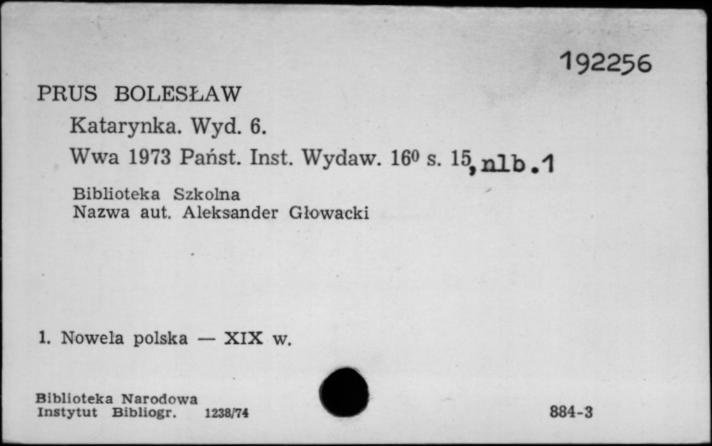 192256
PRUS BOLESŁAW
Katarynka. Wyd. 6.
Wwa 1973 Państ. Inst. Wydaw. 16⁰ s. 15, nlb.1
Biblioteka Szkolna
Nazwa aut. Aleksander Głowacki
1. Nowela polska — XIX w.
Biblioteka Narodowa
Instytut Bibliogr. 1238/74 884-3